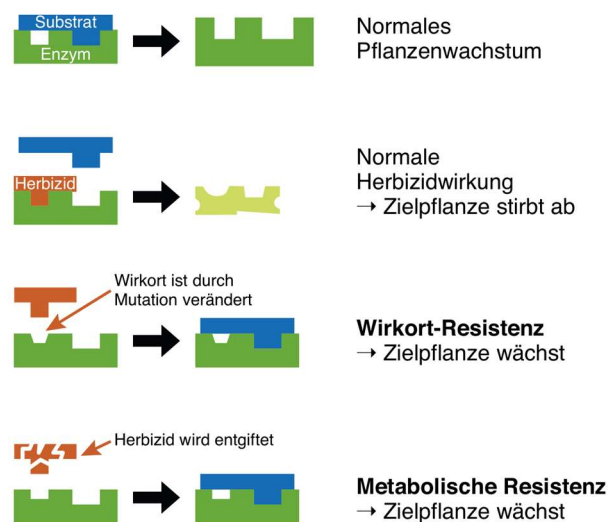 Substrat
Enzym
Normales
Pflanzenwachstum
Herbizid
Normale
Herbizidwirkung
→ Zielpflanze stirbt ab
Wirkort ist durch
Mutation verändert
Wirkort-Resistenz
→ Zielpflanze wächst
Herbizid wird entgiftet
Metabolische Resistenz
→ Zielpflanze wächst